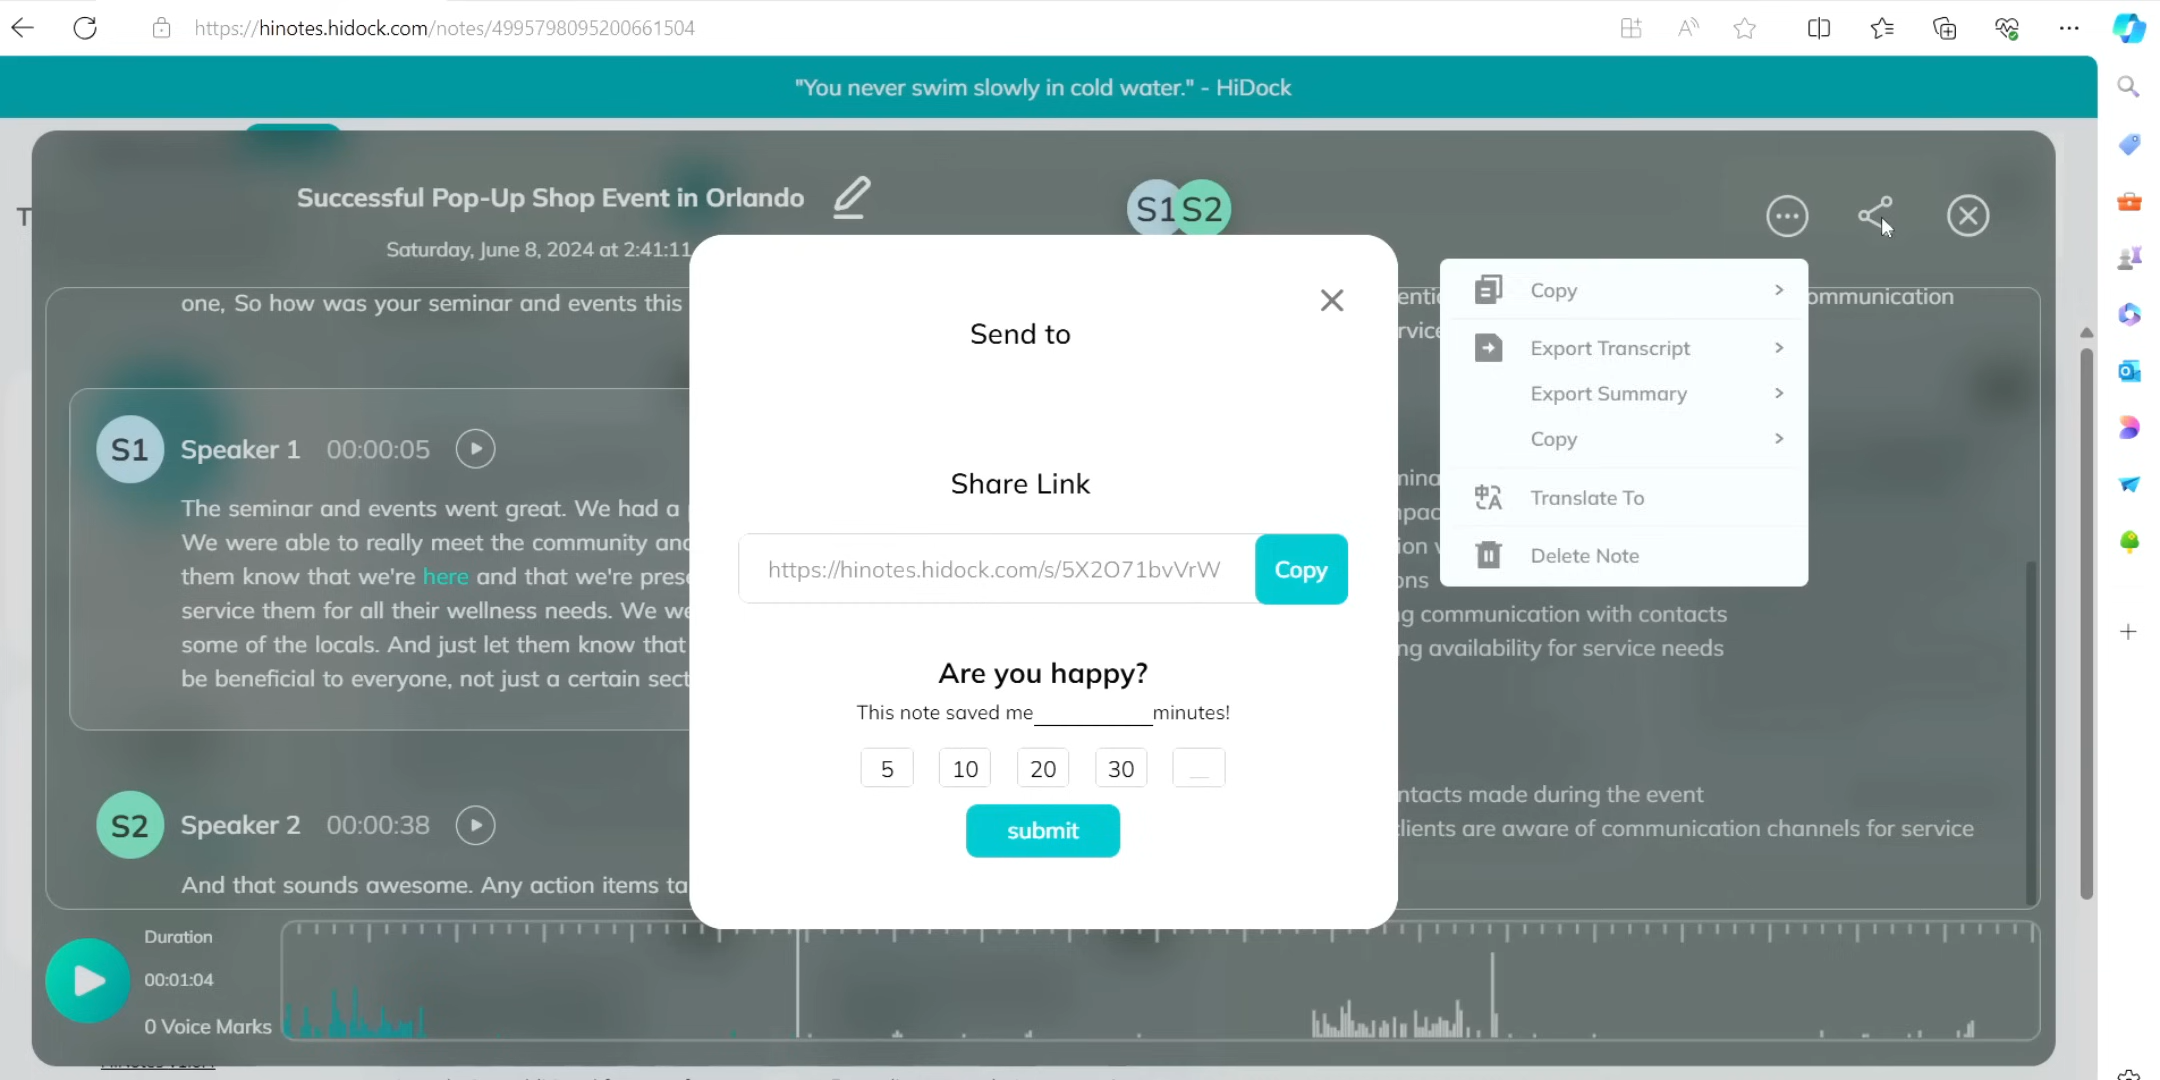 https://hinotes.hidock.com/notes/4995798095200661504
"You never swim slowly in cold water." - HiDock
T
Successful Pop-Up Shop Event in Orlando
S1 S2
Saturday, June 8, 2024 at 2:41:11
one, So how was your seminar and events this
S1 Speaker 1 00:00:05
The seminar and events went great. We had a
We were able to really meet the community and
them know that we're here and that we're prese
service them for all their wellness needs. We we
some of the locals. And just let them know that
be beneficial to everyone, not just a certain sect
S2 Speaker 2 00:00:38
And that sounds awesome. Any action items ta
Send to
Share Link
https://hinotes.hidock.com/s/5X2O71bvVrW
Copy
Are you happy?
This note saved me__________minutes!
5 10 20 30 __
submit
Copy
Export Transcript
Export Summary
Copy
Translate To
Delete Note
ommunication
g communication with contacts
ng availability for service needs
ntacts made during the event
lients are aware of communication channels for service
Duration
00:01:04
0 Voice Marks